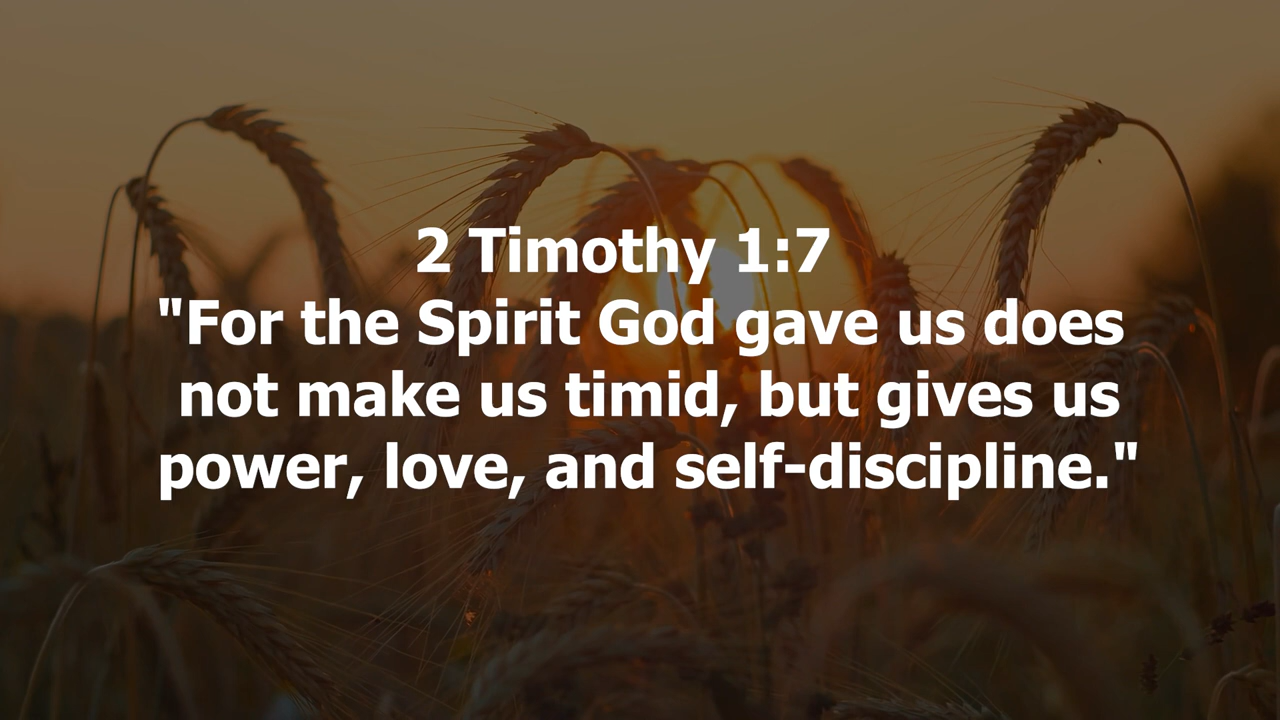 2 Timothy 1:7
"For the Spirit God gave us does
not make us timid, but gives us
power, love, and self-discipline."